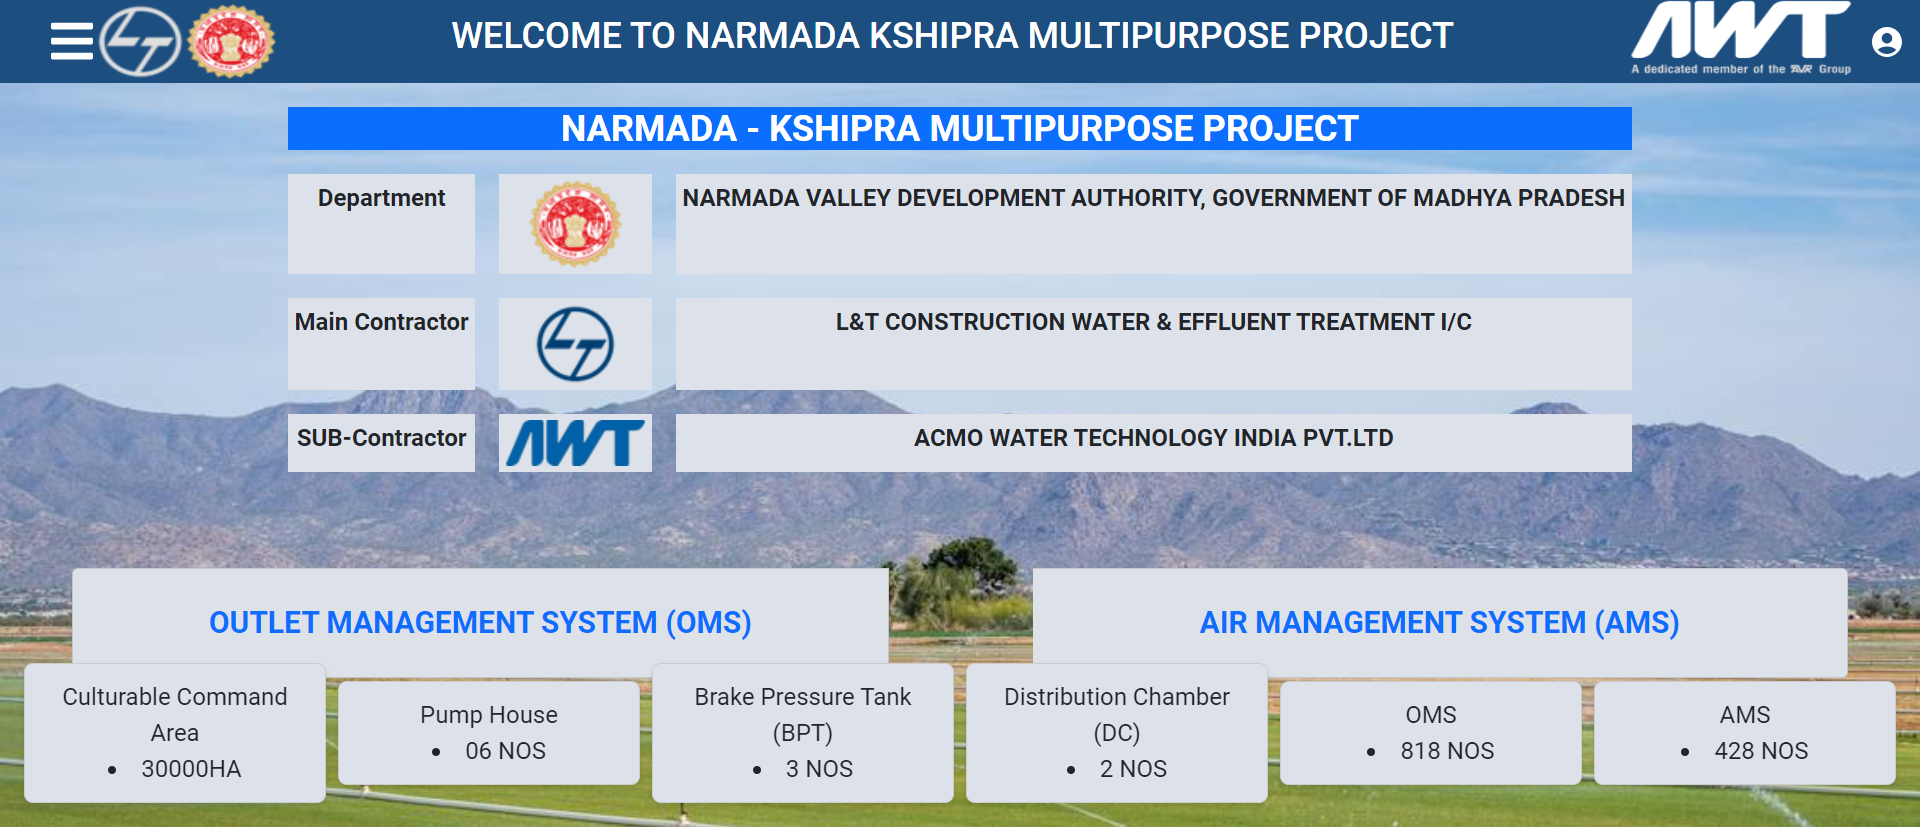 WELCOME TO NARMADA KSHIPRA MULTIPURPOSE PROJECT
AWT
A dedicated member of the AVR Group
NARMADA - KSHIPRA MULTIPURPOSE PROJECT
Department
NARMADA VALLEY DEVELOPMENT AUTHORITY, GOVERNMENT OF MADHYA PRADESH
Main Contractor
LT
L&T CONSTRUCTION WATER & EFFLUENT TREATMENT I/C
SUB-Contractor
AWT
ACMO WATER TECHNOLOGY INDIA PVT.LTD
OUTLET MANAGEMENT SYSTEM (OMS)
AIR MANAGEMENT SYSTEM (AMS)
Culturable Command
Area
• 30000HA
Pump House
• 06 NOS
Brake Pressure Tank
(BPT)
• 3 NOS
Distribution Chamber
(DC)
• 2 NOS
OMS
• 818 NOS
AMS
• 428 NOS